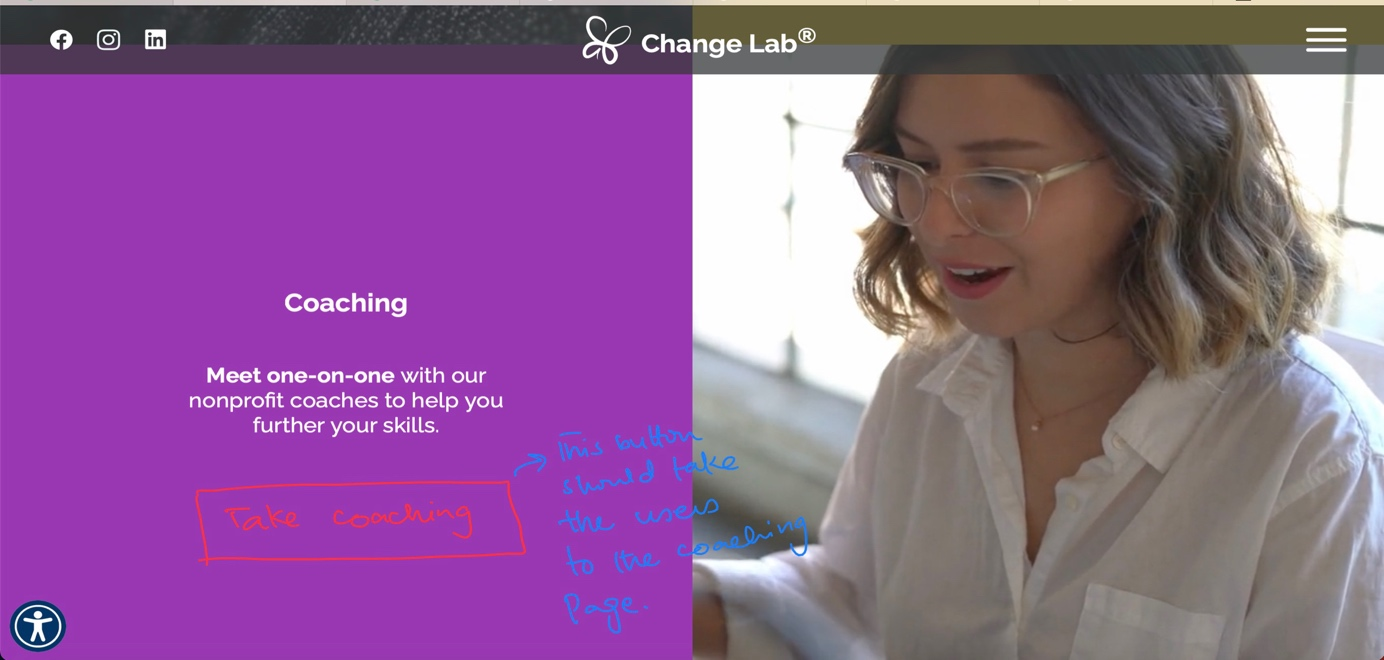 Change Lab®
Coaching
Meet one-on-one with our
nonprofit coaches to help you
further your skills.
Take coaching
This button
should take
the users
to the coaching
Page.